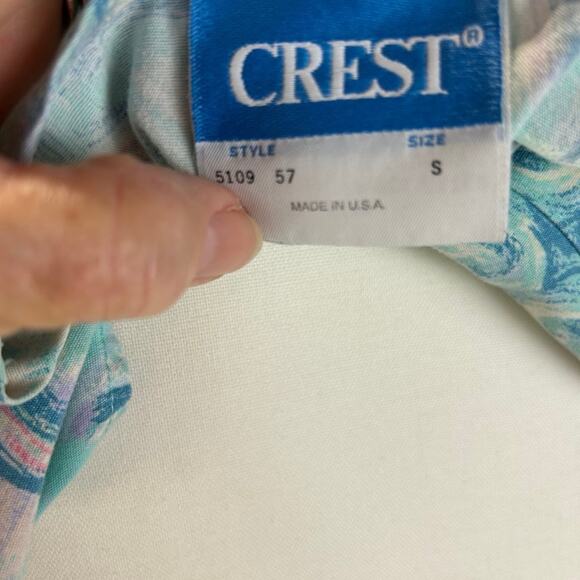 CREST®
STYLE SIZE
5109 57 S
MADE IN U.S.A.